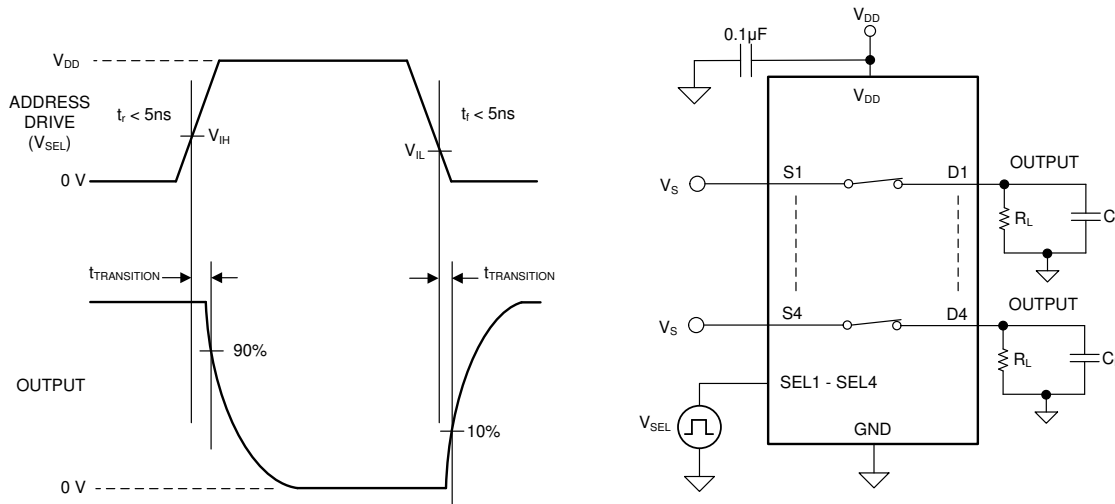 V_DD
ADDRESS
DRIVE
(V_SEL)
t_r < 5ns
t_f < 5ns
V_IH
V_IL
0 V
t_TRANSITION
t_TRANSITION
90%
OUTPUT
10%
0 V
V_DD
0.1µF
V_DD
V_S
S1
D1
OUTPUT
R_L
C
V_S
S4
D4
OUTPUT
R_L
C
SEL1 - SEL4
V_SEL
GND